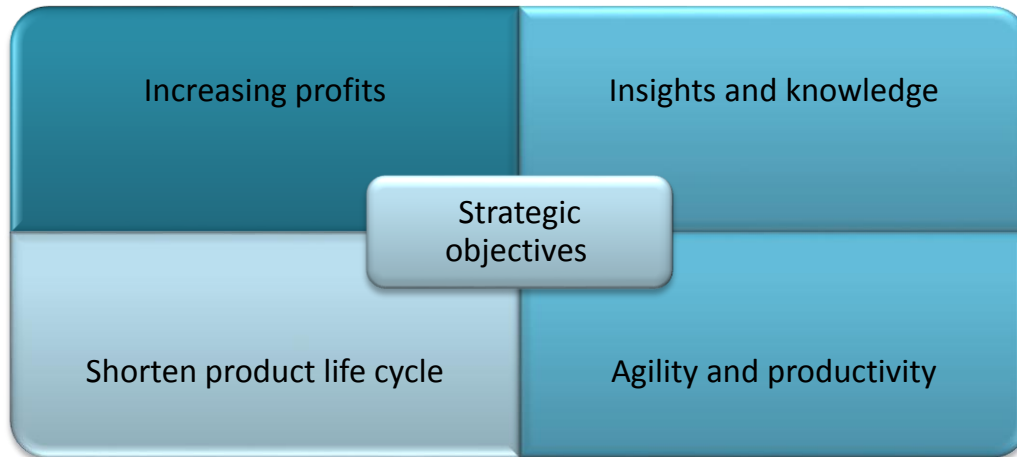 Increasing profits
Insights and knowledge
Strategic
objectives
Shorten product life cycle
Agility and productivity